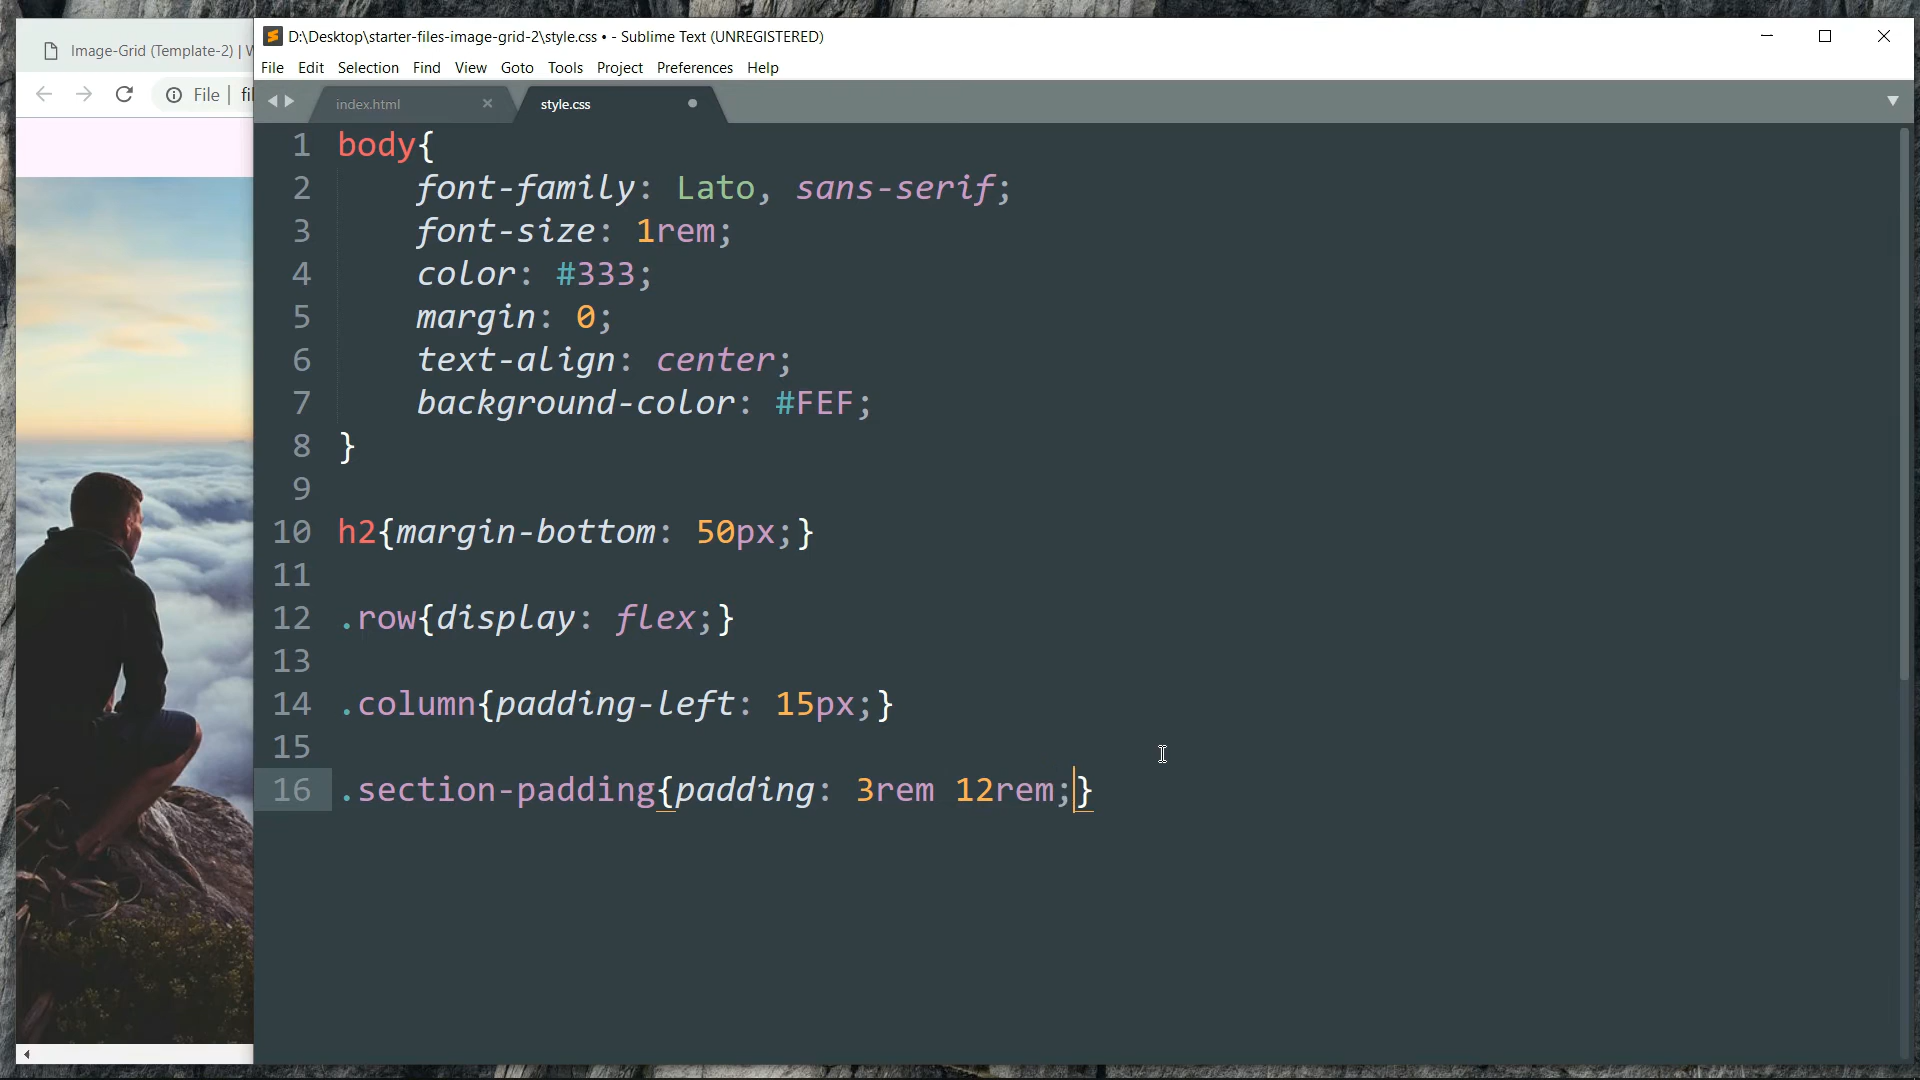 Image-Grid (Template-2) |
D:\Desktop\starter-files-image-grid-2\style.css • - Sublime Text (UNREGISTERED)
File Edit Selection Find View Goto Tools Project Preferences Help
File |
index.html ×
style.css
1 body{
2 font-family: Lato, sans-serif;
3 font-size: 1rem;
4 color: #333;
5 margin: 0;
6 text-align: center;
7 background-color: #FEF;
8 }
9
10 h2{margin-bottom: 50px;}
11
12 .row{display: flex;}
13
14 .column{padding-left: 15px;}
15
16 .section-padding{padding: 3rem 12rem;}